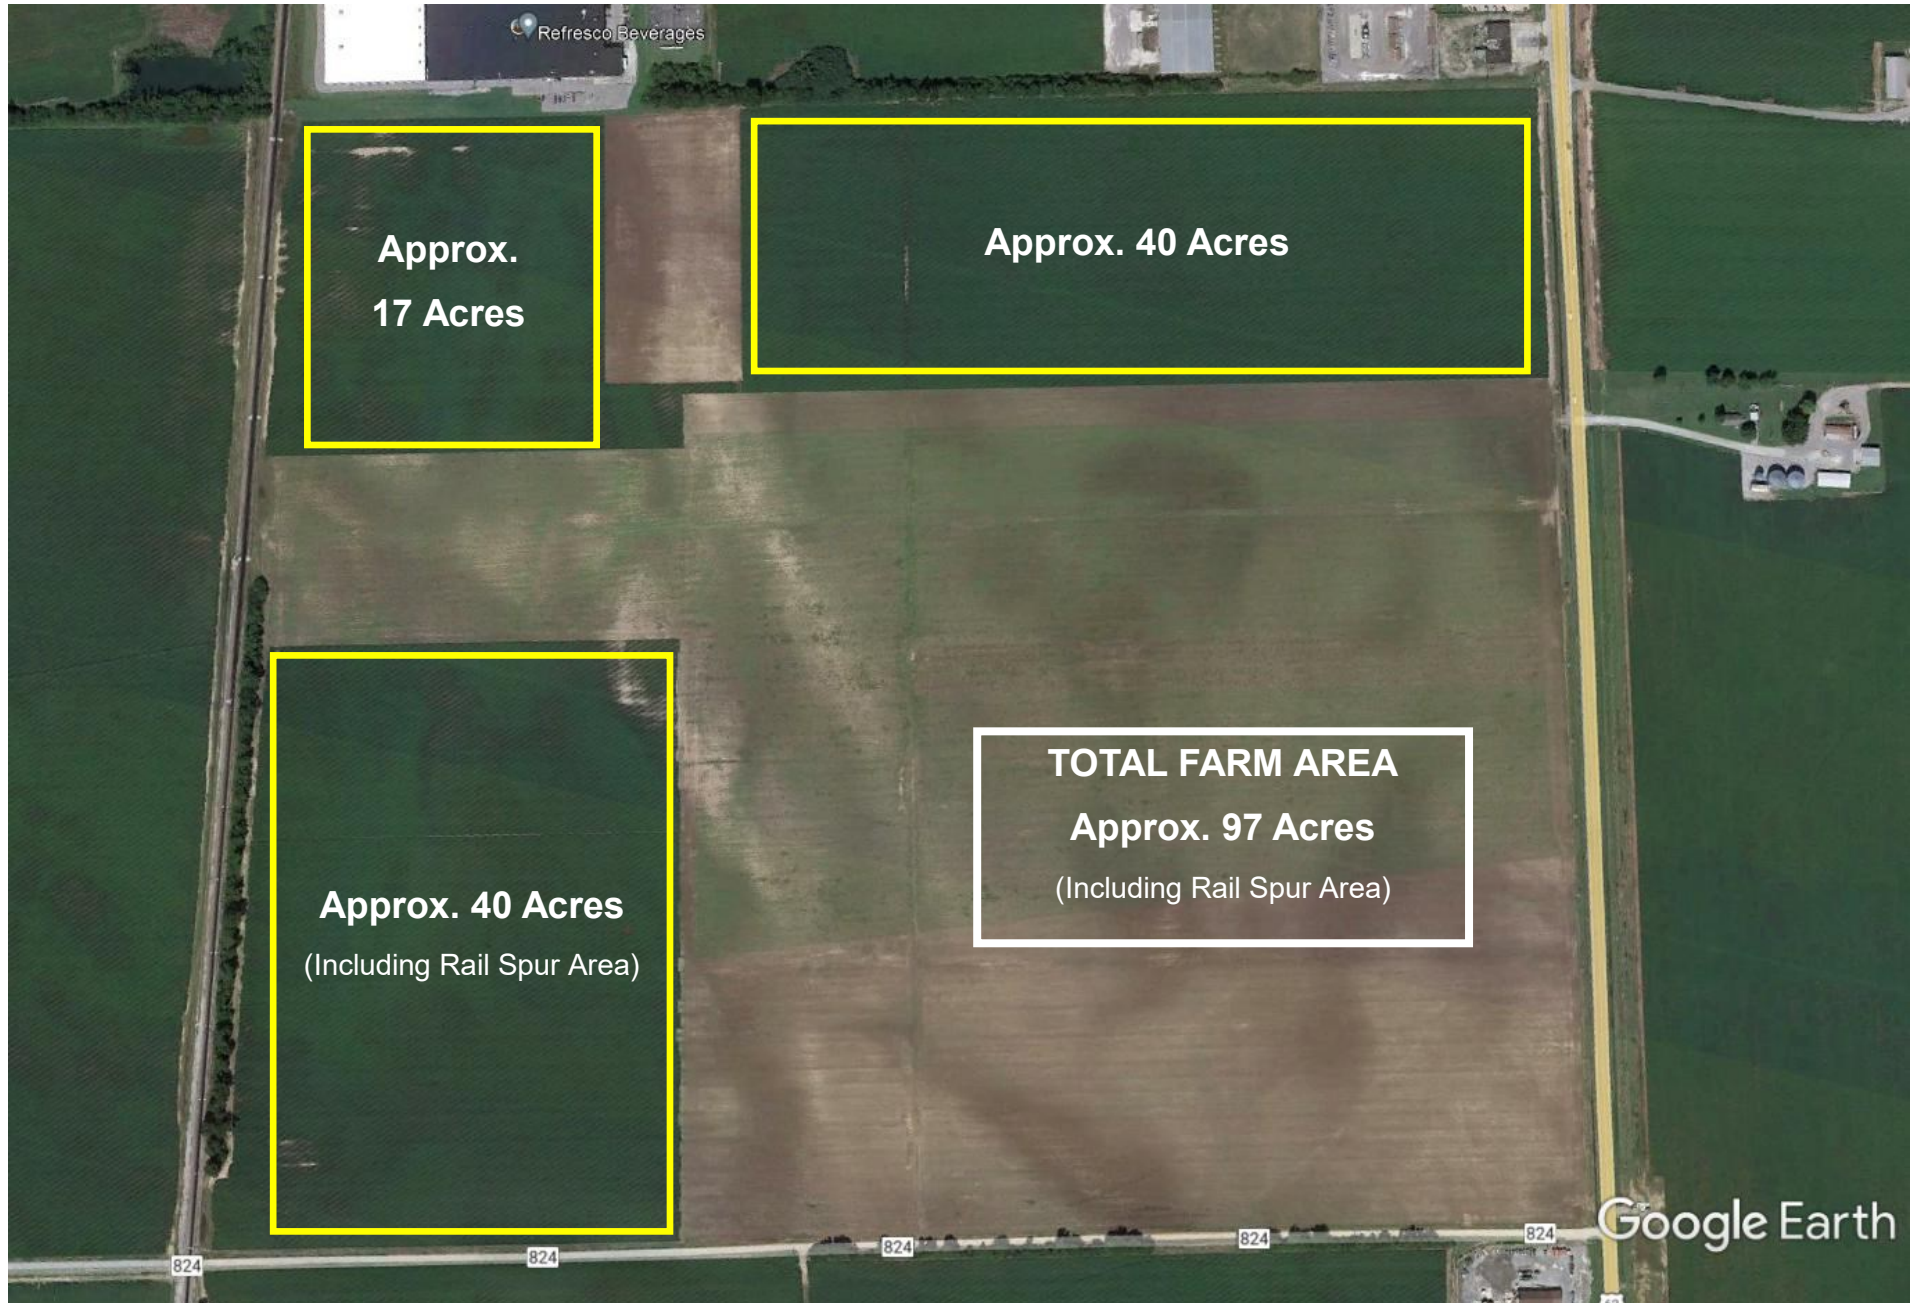 Refresco Beverages
Approx.
17 Acres
Approx. 40 Acres
TOTAL FARM AREA
Approx. 97 Acres
(Including Rail Spur Area)
Approx. 40 Acres
(Including Rail Spur Area)
824
824
824
824
824
Google Earth